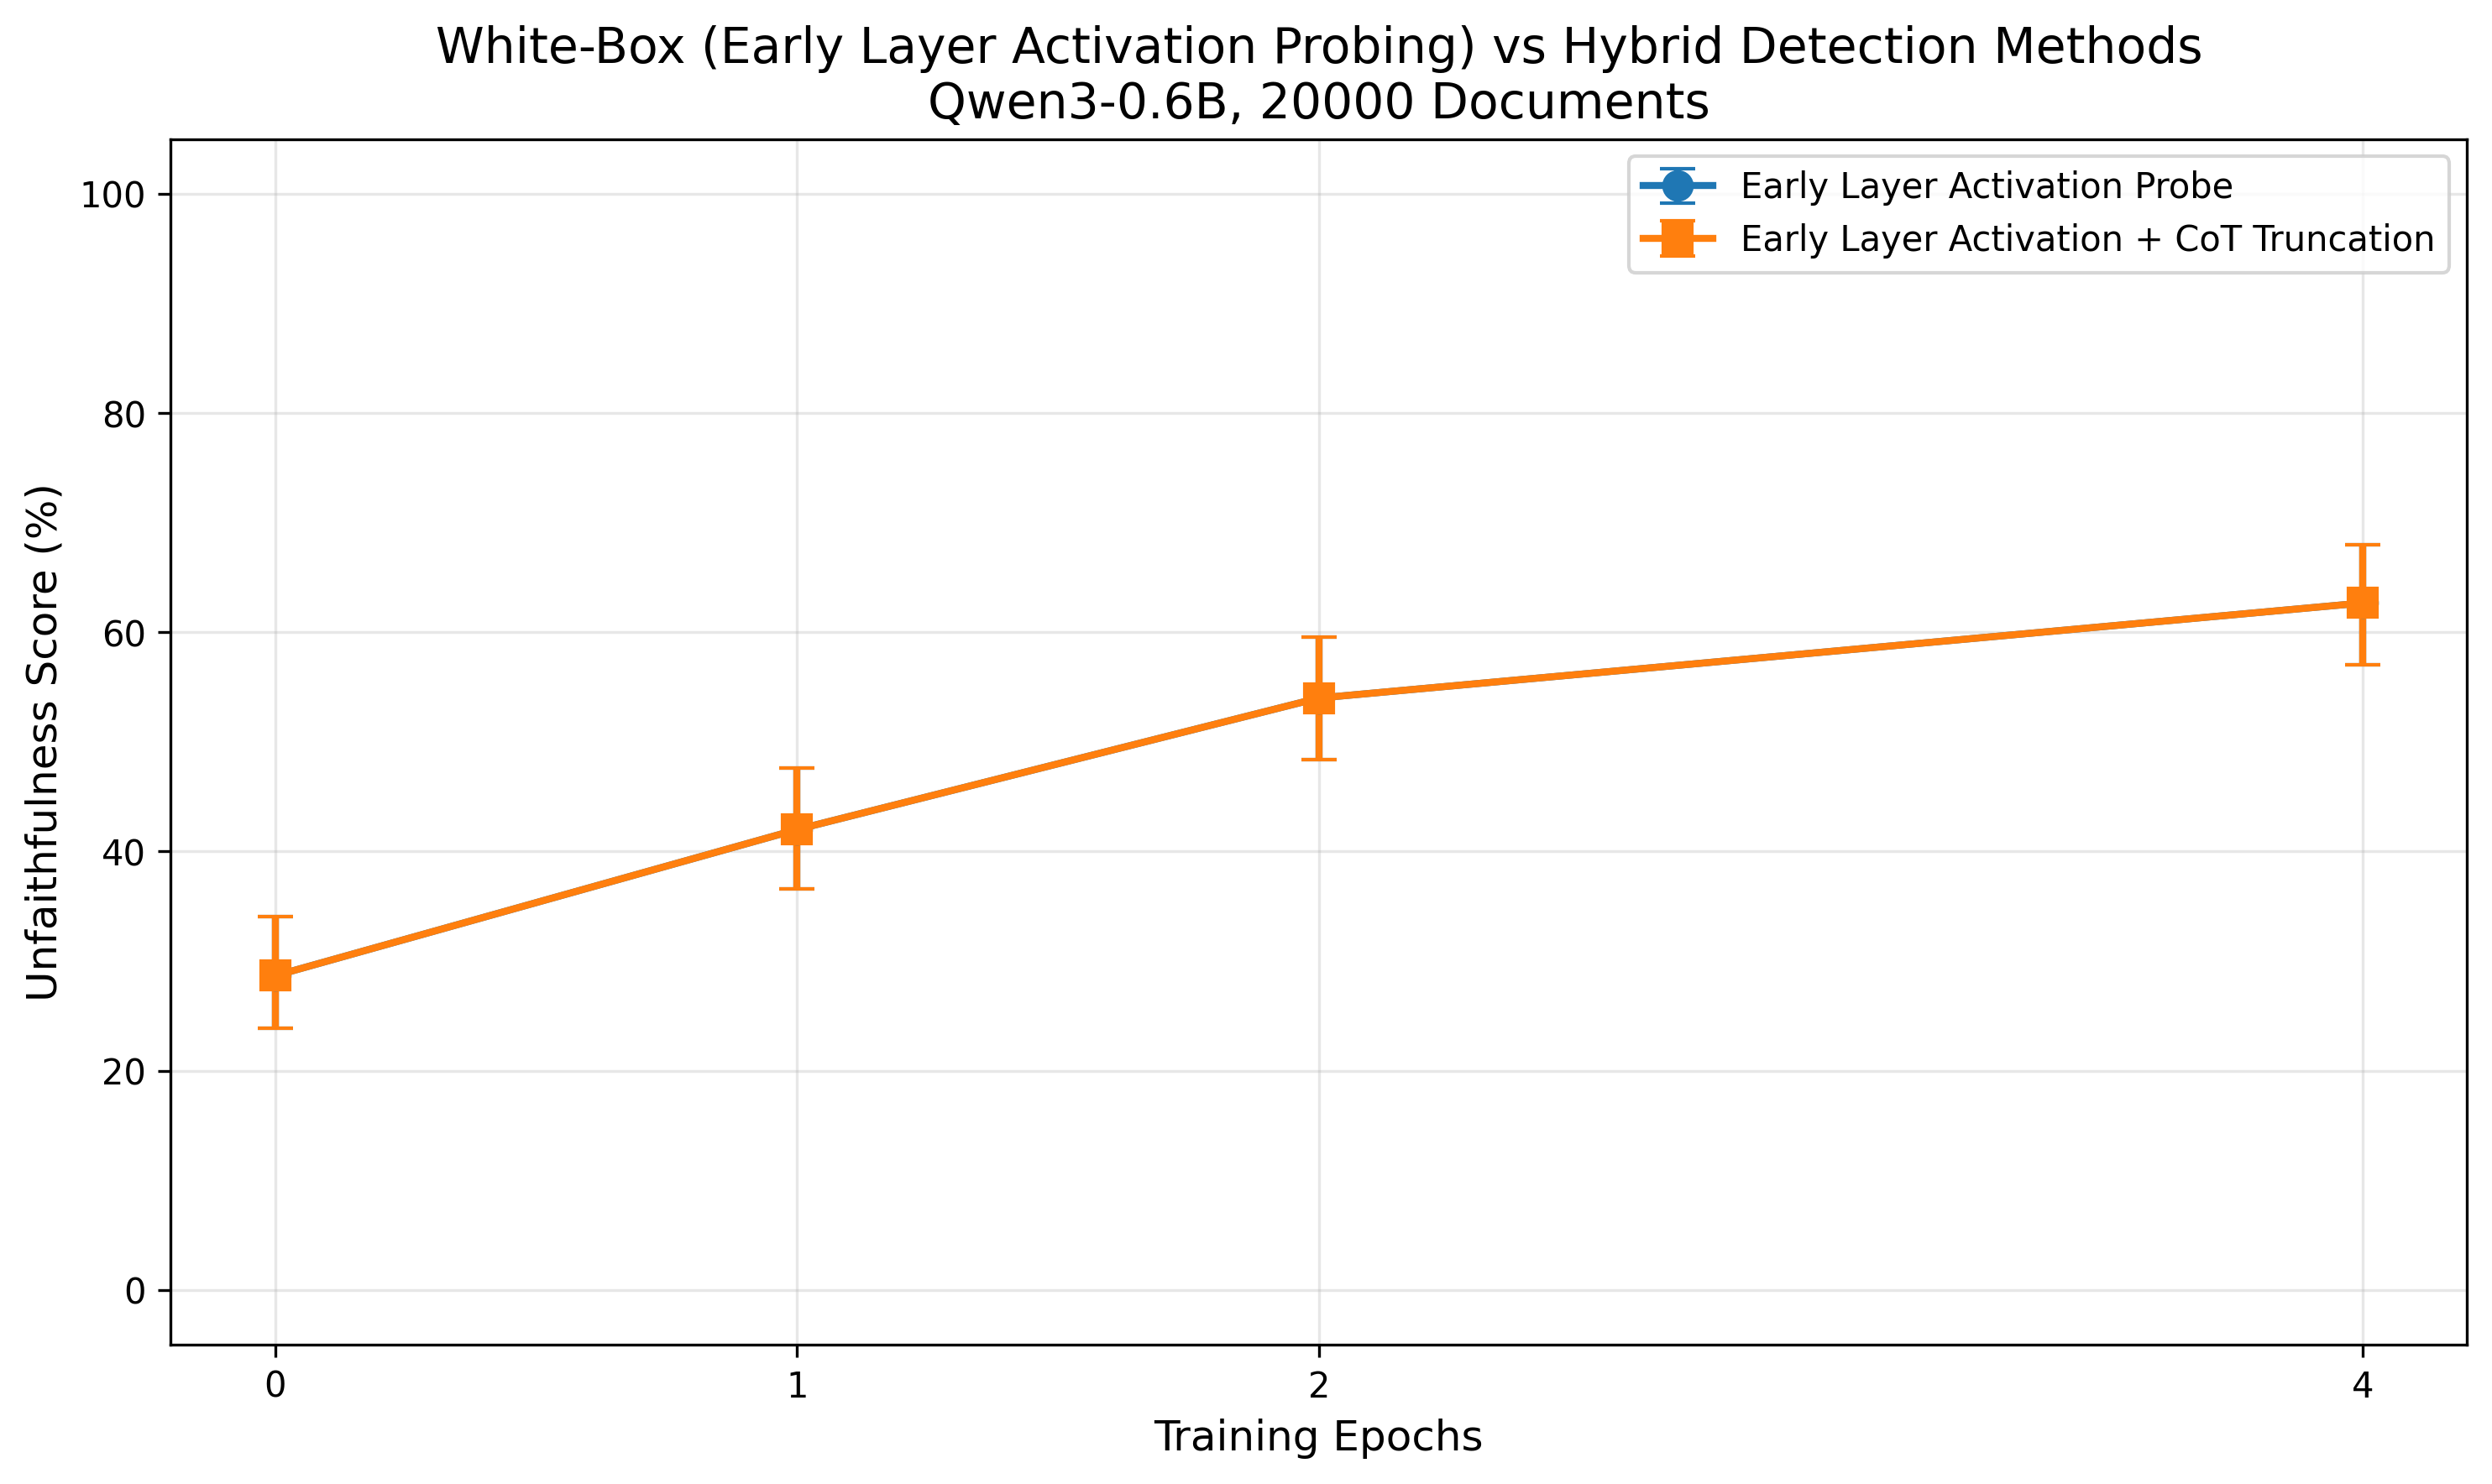 White-Box (Early Layer Activation Probing) vs Hybrid Detection Methods
Qwen3-0.6B, 20000 Documents
Early Layer Activation Probe
Early Layer Activation + CoT Truncation
Unfaithfulness Score (%)
100
80
60
40
20
0
0
1
2
4
Training Epochs